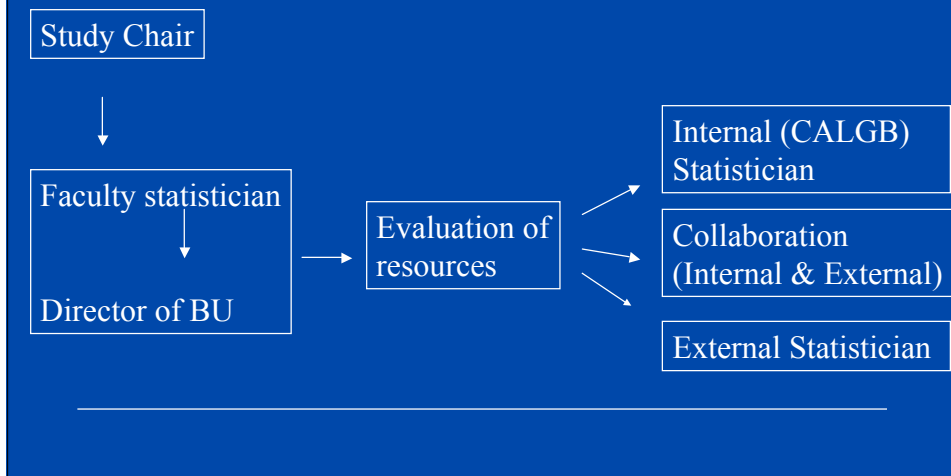 Study Chair
Faculty statistician
Director of BU
Evaluation of
resources
Internal (CALGB)
Statistician
Collaboration
(Internal & External)
External Statistician